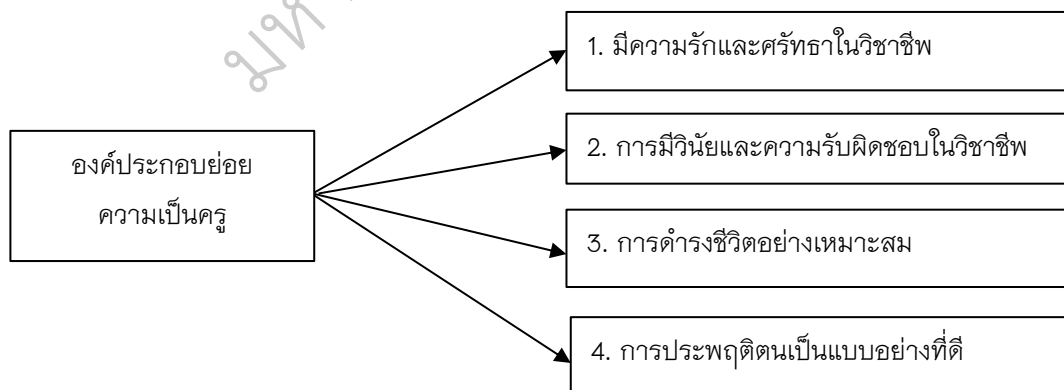 องค์ประกอบย่อย
ความเป็นครู
1. มีความรักและศรัทธาในวิชาชีพ
2. การมีวินัยและความรับผิดชอบในวิชาชีพ
3. การดำรงชีวิตอย่างเหมาะสม
4. การประพฤติตนเป็นแบบอย่างที่ดี